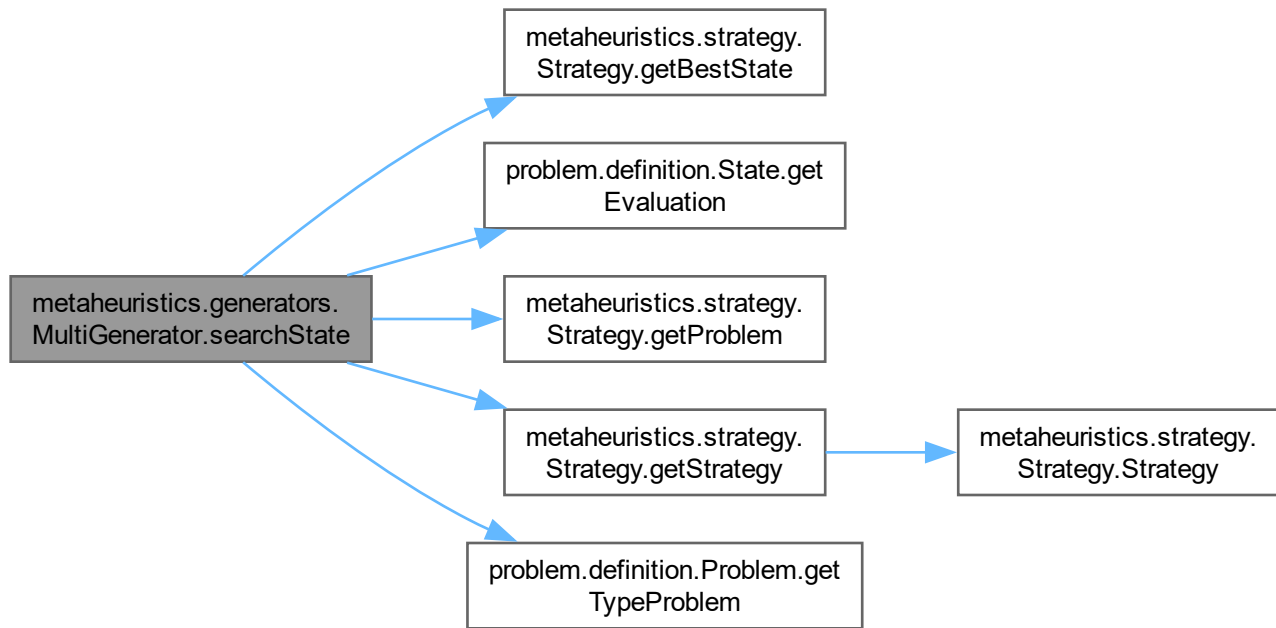 metaheuristics.strategy.
Strategy.getBestState
problem.definition.State.get
Evaluation
metaheuristics.generators.
MultiGenerator.searchState
metaheuristics.strategy.
Strategy.getProblem
metaheuristics.strategy.
Strategy.getStrategy
metaheuristics.strategy.
Strategy.Strategy
problem.definition.Problem.get
TypeProblem